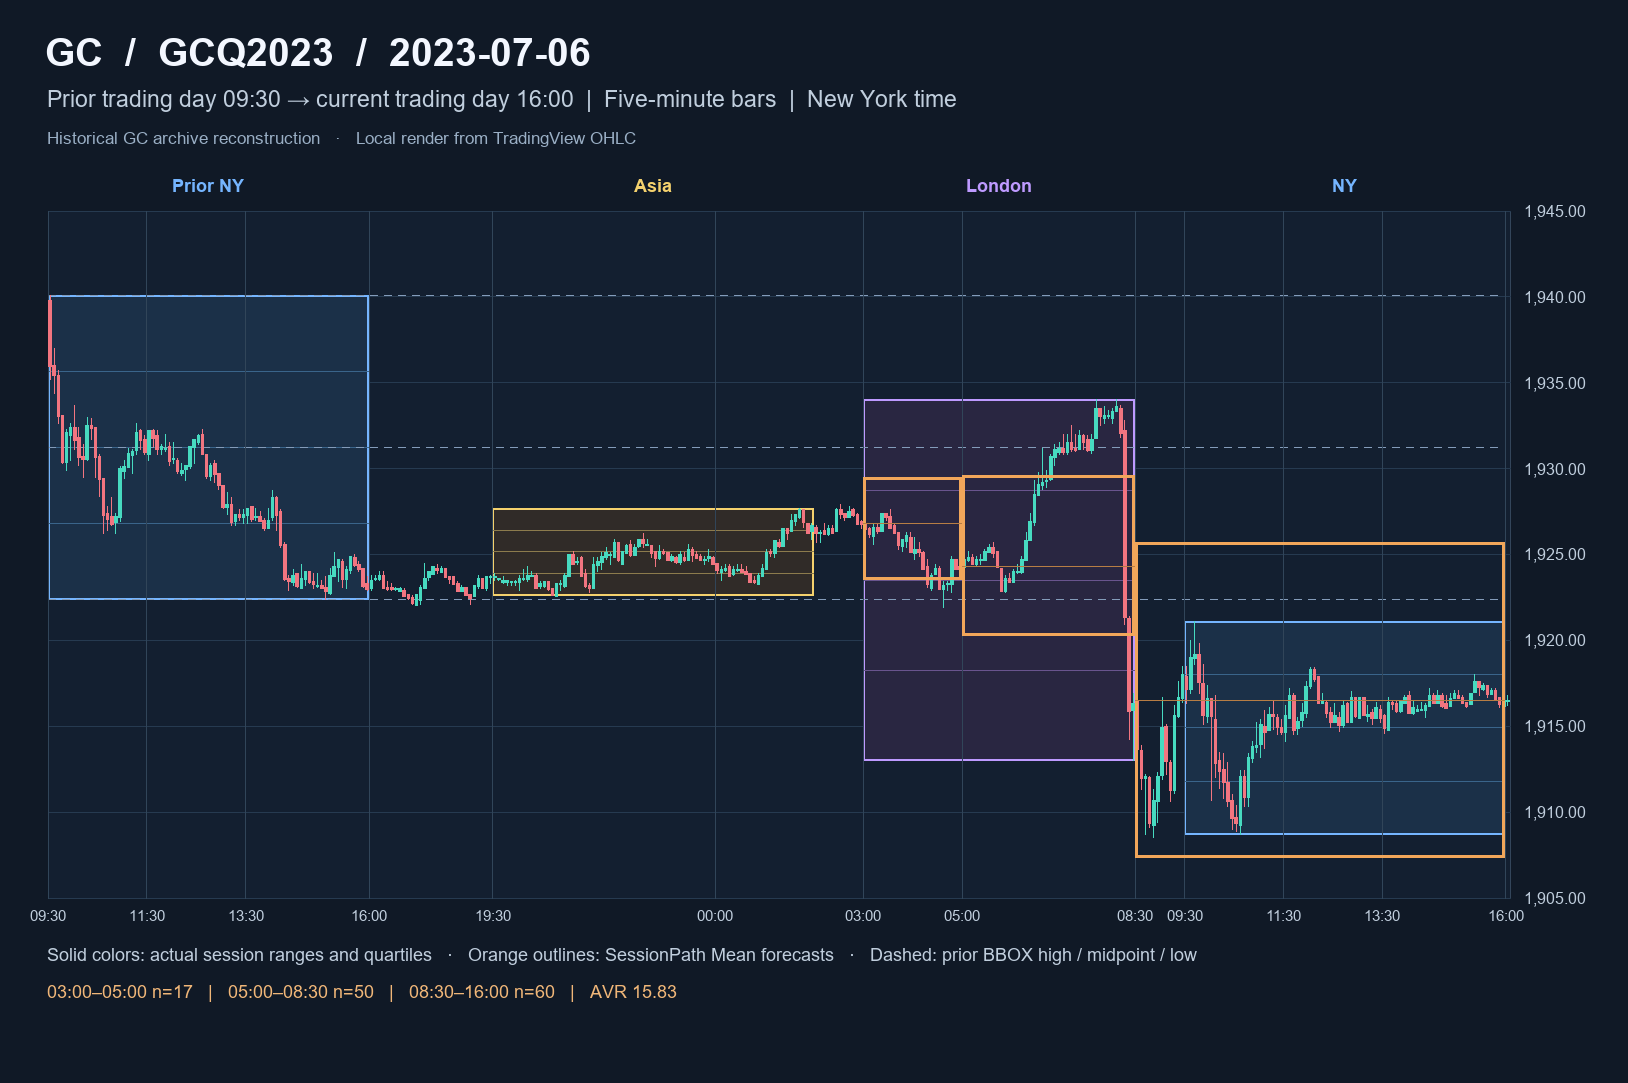 GC / GCQ2023 / 2023-07-06
Prior trading day 09:30 → current trading day 16:00 | Five-minute bars | New York time
Historical GC archive reconstruction · Local render from TradingView OHLC
Prior NY Asia London NY
1,945.00
1,940.00
1,935.00
1,930.00
1,925.00
1,920.00
1,915.00
1,910.00
1,905.00
09:30 11:30 13:30 16:00 19:30 00:00 03:00 05:00 08:30 09:30 11:30 13:30 16:00
Solid colors: actual session ranges and quartiles · Orange outlines: SessionPath Mean forecasts · Dashed: prior BBOX high / midpoint / low
03:00–05:00 n=17 | 05:00–08:30 n=50 | 08:30–16:00 n=60 | AVR 15.83